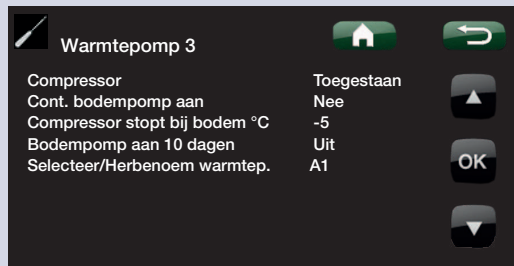 Warmtepomp 3
Compressor Toegestaan
Cont. bodempomp aan Nee
Compressor stopt bij bodem °C -5
Bodempomp aan 10 dagen Uit
Selecteer/Herbenoem warmtep. A1
OK